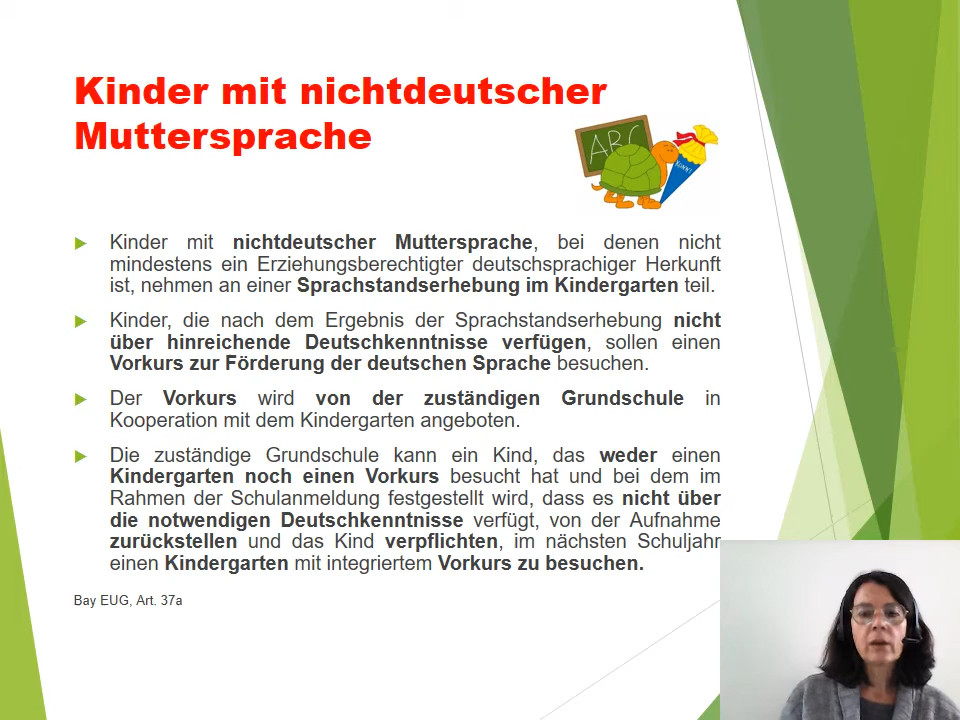 Kinder mit nichtdeutscher
Muttersprache
ABC
Kinder mit nichtdeutscher Muttersprache, bei denen nicht
mindestens ein Erziehungsberechtigter deutschsprachiger Herkunft
ist, nehmen an einer Sprachstandserhebung im Kindergarten teil.
Kinder, die nach dem Ergebnis der Sprachstandserhebung nicht
über hinreichende Deutschkenntnisse verfügen, sollen einen
Vorkurs zur Förderung der deutschen Sprache besuchen.
Der Vorkurs wird von der zuständigen Grundschule in
Kooperation mit dem Kindergarten angeboten.
Die zuständige Grundschule kann ein Kind, das weder einen
Kindergarten noch einen Vorkurs besucht hat und bei dem im
Rahmen der Schulanmeldung festgestellt wird, dass es nicht über
die notwendigen Deutschkenntnisse verfügt, von der Aufnahme
zurückstellen und das Kind verpflichten, im nächsten Schuljahr
einen Kindergarten mit integriertem Vorkurs zu besuchen.
Bay EUG, Art. 37a